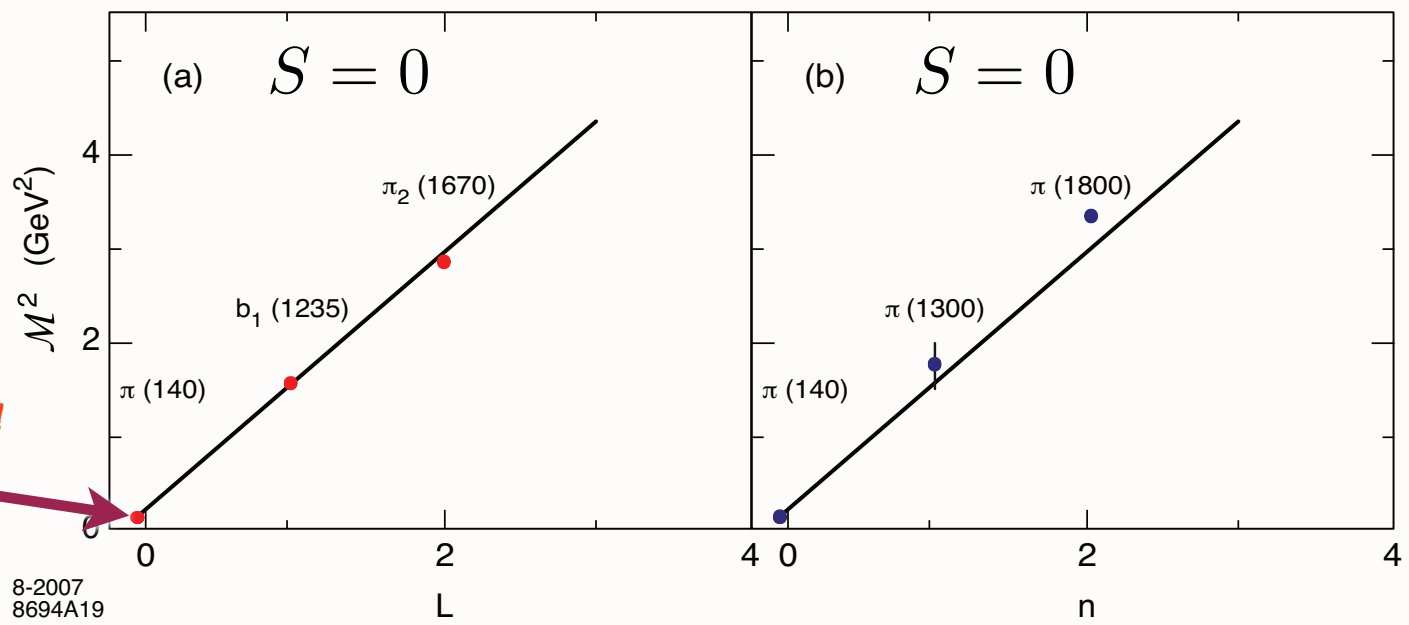 (a) S = 0
(b) S = 0
ℳ² (GeV²)
4
2
0
π₂ (1670)
b₁ (1235)
π (140)
π (1800)
π (1300)
π (140)
0 2 4
0 2 4
L
n
8-2007
8694A19